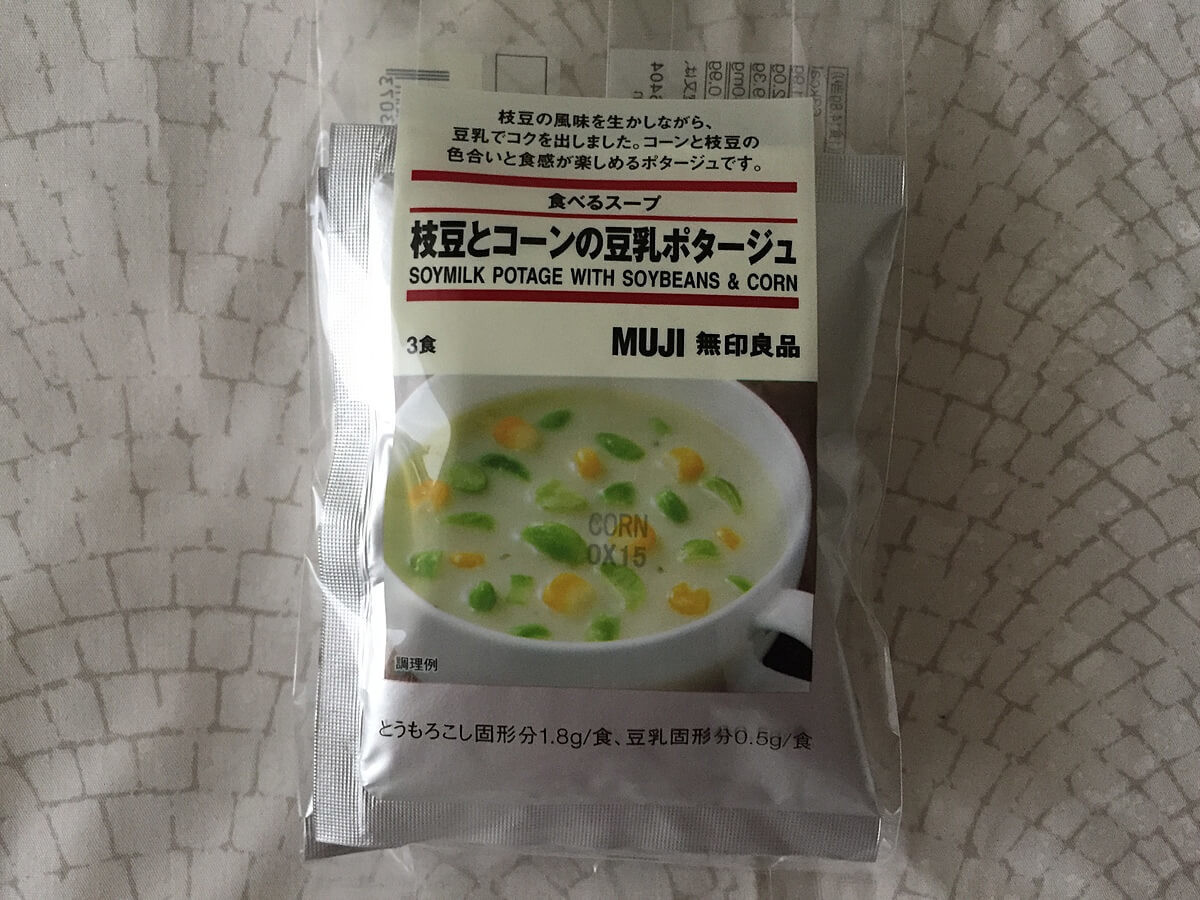 枝豆の風味を生かしながら、
豆乳でコクを出しました。コーンと枝豆の
色合いと食感が楽しめるポタージュです。
食べるスープ
枝豆とコーンの豆乳ポタージュ
SOYMILK POTAGE WITH SOYBEANS & CORN
3食
MUJI 無印良品
CORN
OX15
調理例
とうもろこし固形分1.8g/食、豆乳固形分0.5g/食